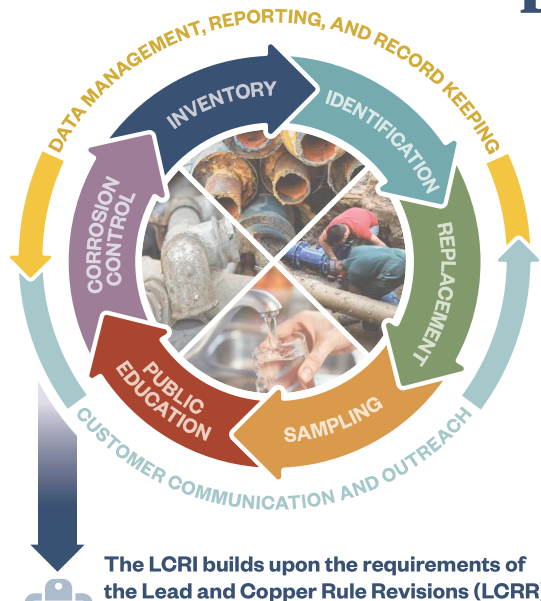 DATA MANAGEMENT, REPORTING, AND RECORD KEEPING
INVENTORY
IDENTIFICATION
REPLACEMENT
SAMPLING
PUBLIC
EDUCATION
CORROSION
CONTROL
CUSTOMER COMMUNICATION AND OUTREACH
The LCRI builds upon the requirements of
the Lead and Copper Rule Revisions (LCRR)